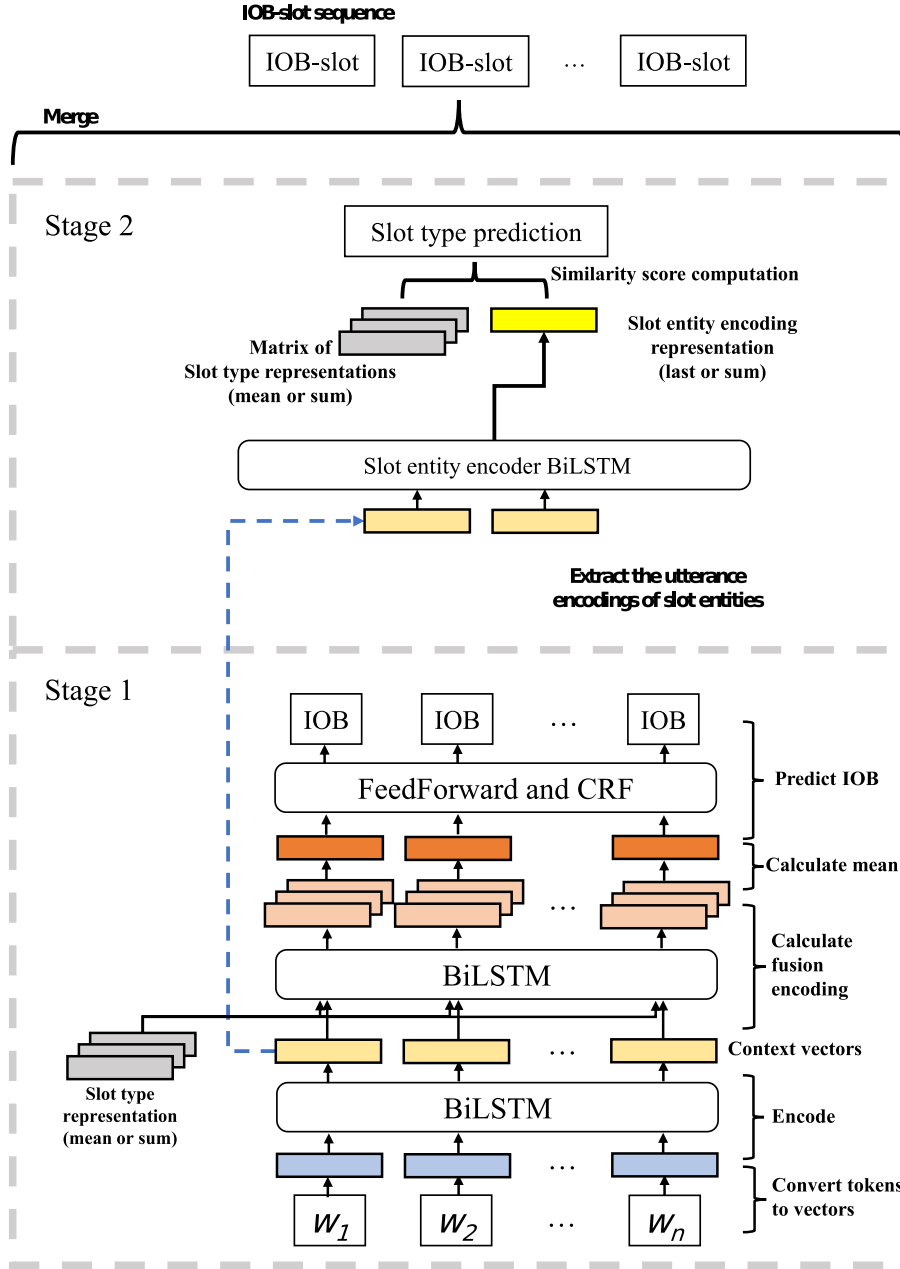 IOB-slot sequence
IOB-slot IOB-slot ... IOB-slot
Merge
Stage 2
Slot type prediction
Similarity score computation
Matrix of
Slot type representations
(mean or sum)
Slot entity encoding
representation
(last or sum)
Slot entity encoder BiLSTM
Extract the utterance
encodings of slot entities
Stage 1
IOB IOB ... IOB
Predict IOB
FeedForward and CRF
Calculate mean
...
Calculate
fusion
encoding
BiLSTM
... Context vectors
Slot type
representation
(mean or sum)
BiLSTM
Encode
...
Convert tokens
to vectors
w1 w2 ... wn